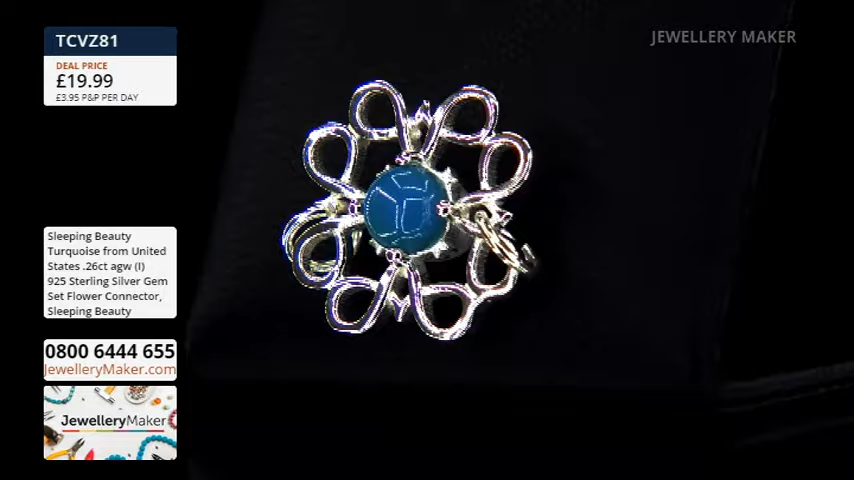 TCVZ81
DEAL PRICE
£19.99
£3.95 P&P PER DAY
JEWELLERY MAKER
Sleeping Beauty
Turquoise from United
States .26ct agw (I)
925 Sterling Silver Gem
Set Flower Connector,
Sleeping Beauty
0800 6444 655
JewelleryMaker.com
JewelleryMaker